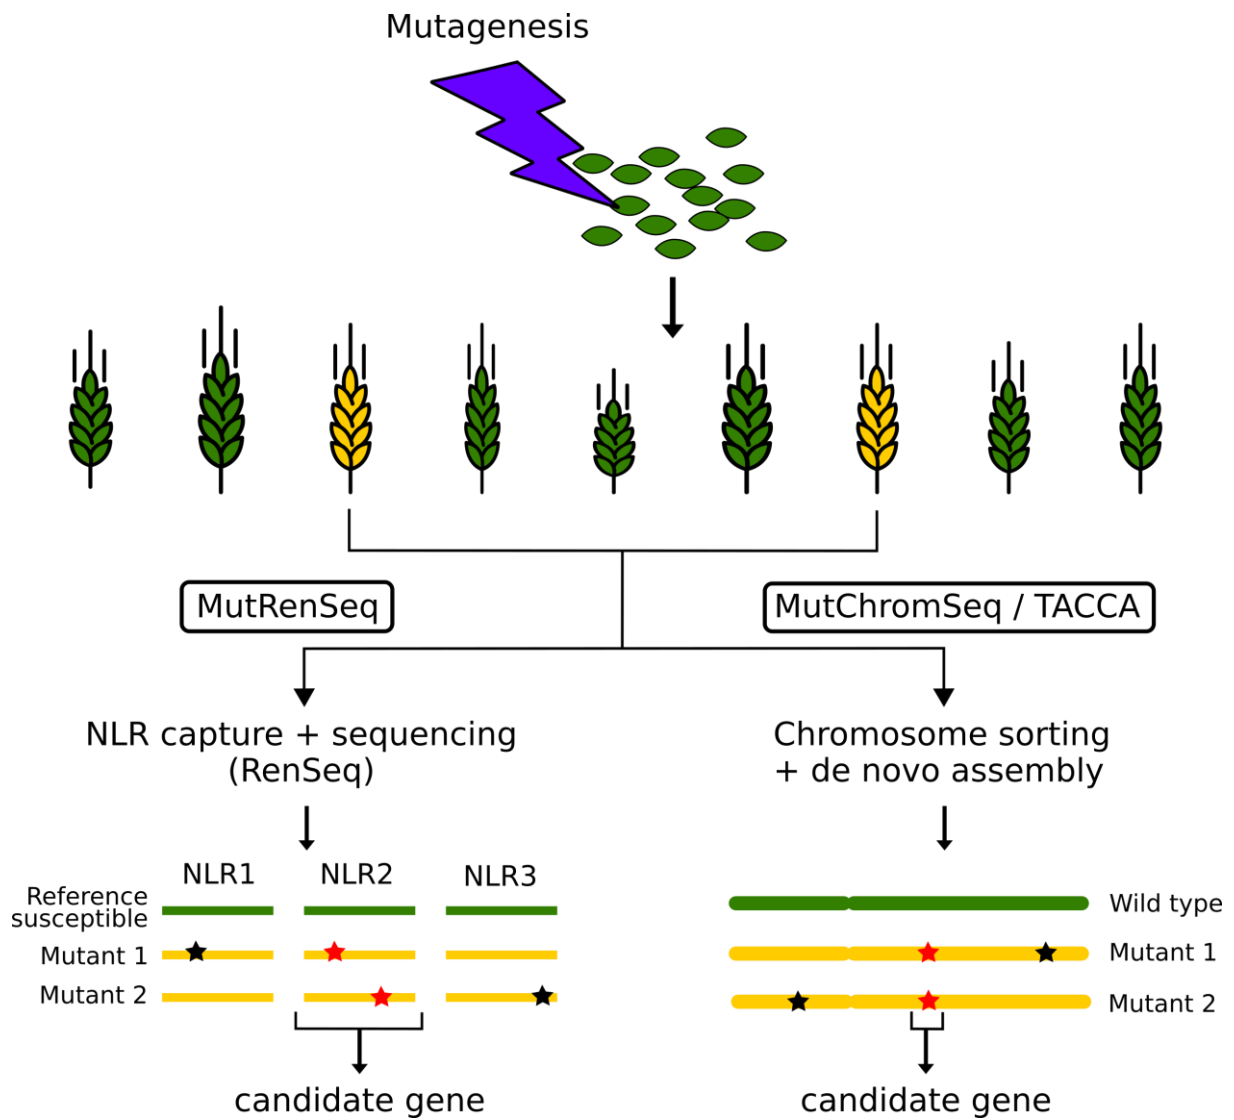 Mutagenesis
MutRenSeq
MutChromSeq / TACCA
NLR capture + sequencing
(RenSeq)
Chromosome sorting
+ de novo assembly
NLR1
NLR2
NLR3
Reference
susceptible
Mutant 1
Mutant 2
candidate gene
Wild type
Mutant 1
Mutant 2
candidate gene